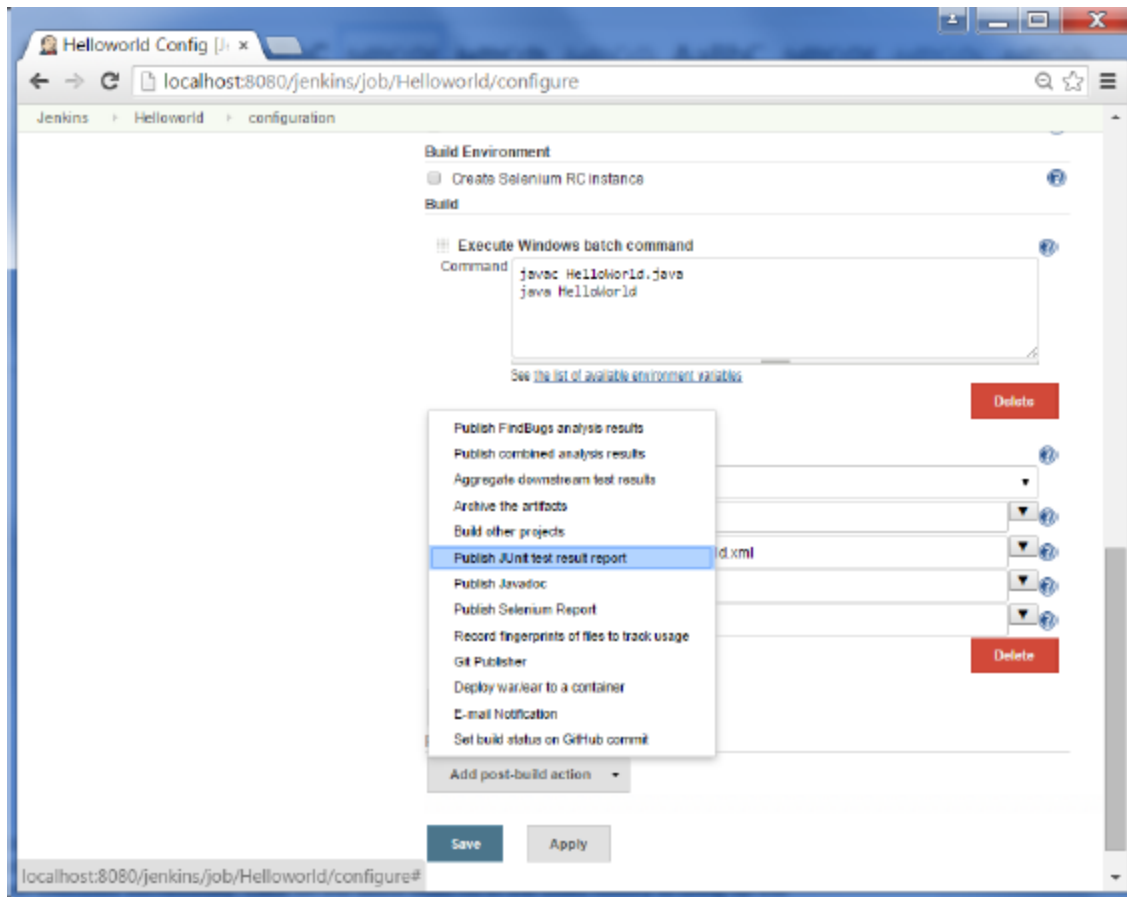 Helloworld Config [J
localhost:8080/jenkins/job/Helloworld/configure
Jenkins Helloworld configuration
Build Environment
Create Selenium RC instance
Build
Execute Windows batch command
Command
javac HelloWorld.java
java HelloWorld
See the list of available environment variables
Delete
Publish FindBugs analysis results
Publish combined analysis results
Aggregate downstream test results
Archive the artifacts
Build other projects
Publish JUnit test result report
ld.xml
Publish Javadoc
Publish Selenium Report
Record fingerprints of files to track usage
Git Publisher
Delete
Deploy war/ear to a container
E-mail Notification
Set build status on GitHub commit
Add post-build action
Save Apply
localhost:8080/jenkins/job/Helloworld/configure#